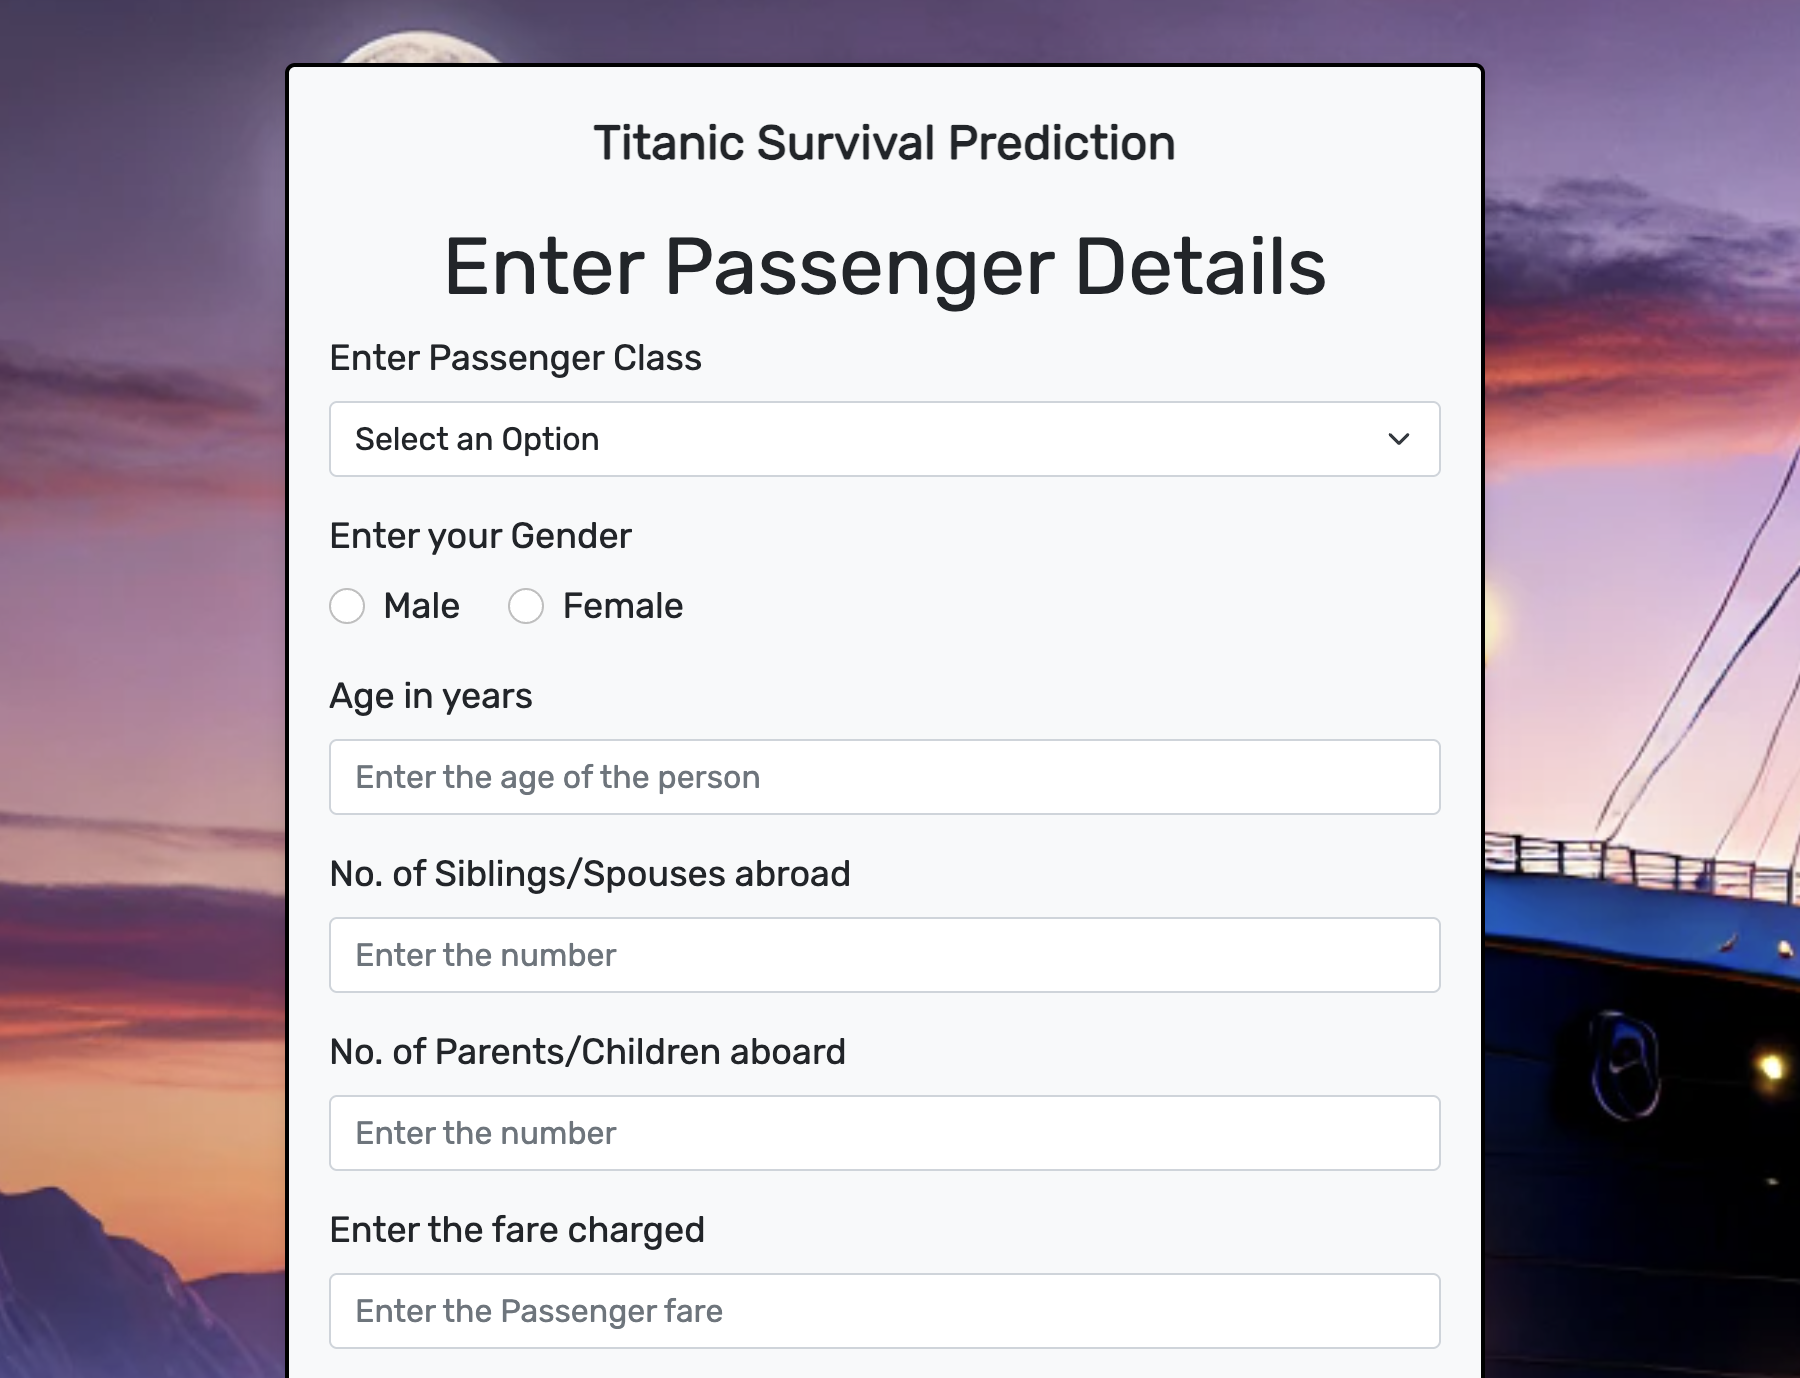 Titanic Survival Prediction
Enter Passenger Details
Enter Passenger Class
Select an Option
Enter your Gender
Male Female
Age in years
Enter the age of the person
No. of Siblings/Spouses abroad
Enter the number
No. of Parents/Children aboard
Enter the number
Enter the fare charged
Enter the Passenger fare